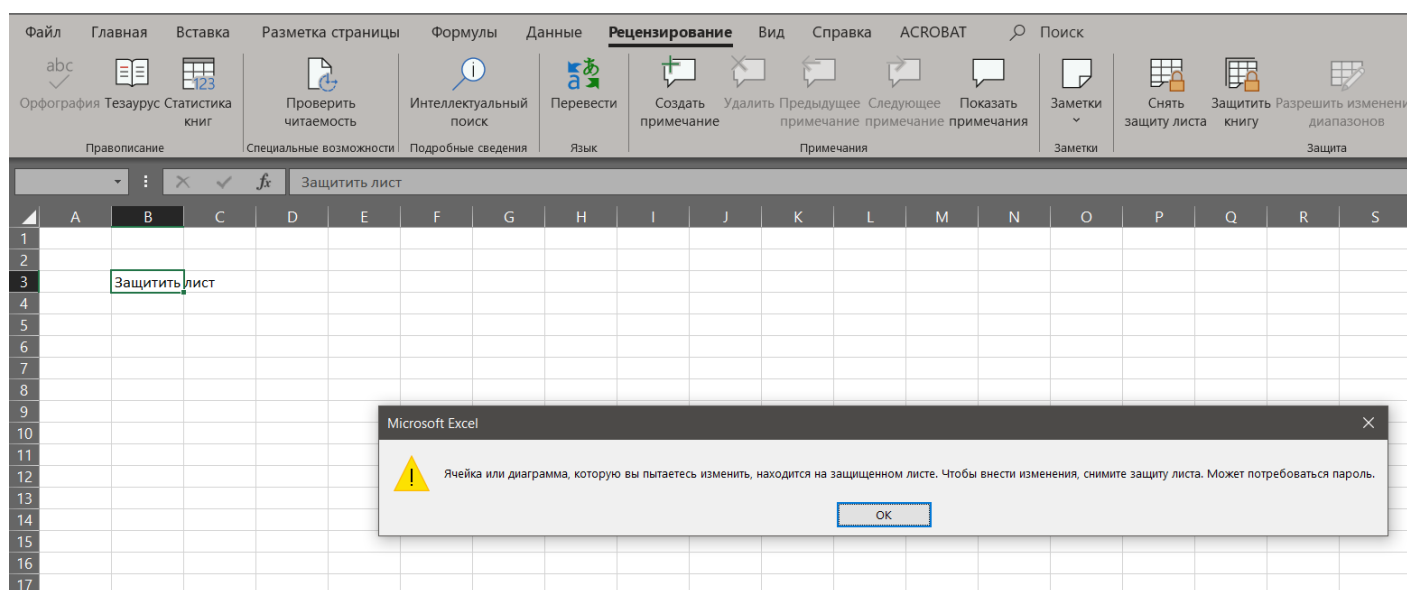 Файл Главная Вставка Разметка страницы Формулы Данные Рецензирование Вид Справка ACROBAT Поиск
abc 123
Орфография Тезаурус Статистика Проверить Интеллектуальный Перевести Создать Удалить Предыдущее Следующее Показать Заметки Снять Защитить Разрешить изменени
книг читаемость поиск примечание примечание примечание примечания защиту листа книгу диапазонов
Правописание Специальные возможности Подробные сведения Язык Примечания Заметки Защита
fx Защитить лист
A B C D E F G H I J K L M N O P Q R S
1
2
3 Защитить лист
4
5
6
7
8
9
Microsoft Excel
10
11
Ячейка или диаграмма, которую вы пытаетесь изменить, находится на защищенном листе. Чтобы внести изменения, снимите защиту листа. Может потребоваться пароль.
12
13
OK
14
15
16
17